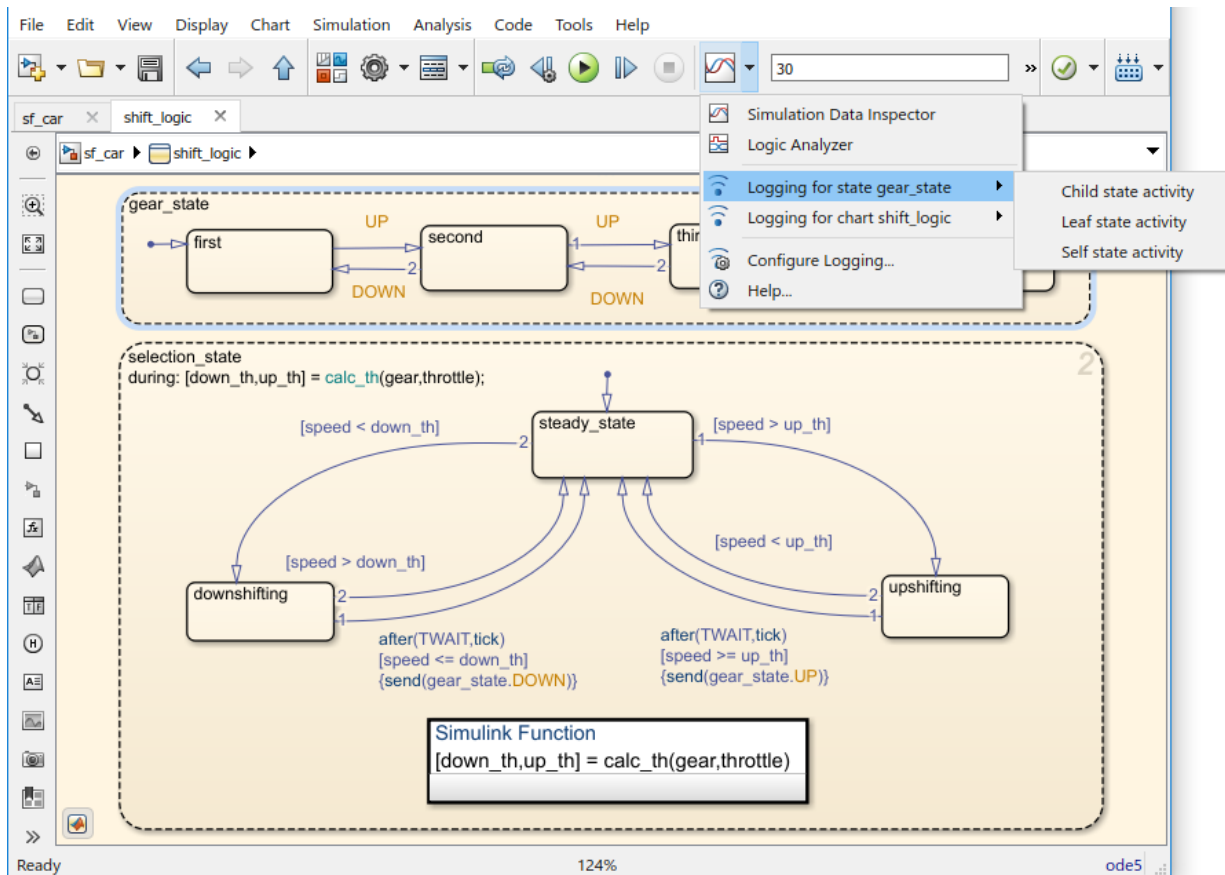 File Edit View Display Chart Simulation Analysis Code Tools Help
30
»
sf_car shift_logic
sf_car shift_logic
Simulation Data Inspector
Logic Analyzer
Logging for state gear_state
Logging for chart shift_logic
Configure Logging...
Help...
Child state activity
Leaf state activity
Self state activity
gear_state
UP UP
first second thir
1
2 2
DOWN DOWN
selection_state 2
during: [down_th,up_th] = calc_th(gear,throttle);
steady_state
[speed < down_th] [speed > up_th]
2 1
[speed > down_th] [speed < up_th]
downshifting upshifting
2 2
1 1
after(TWAIT,tick)
[speed <= down_th]
{send(gear_state.DOWN)}
after(TWAIT,tick)
[speed >= up_th]
{send(gear_state.UP)}
Simulink Function
[down_th,up_th] = calc_th(gear,throttle)
Ready 124% ode5